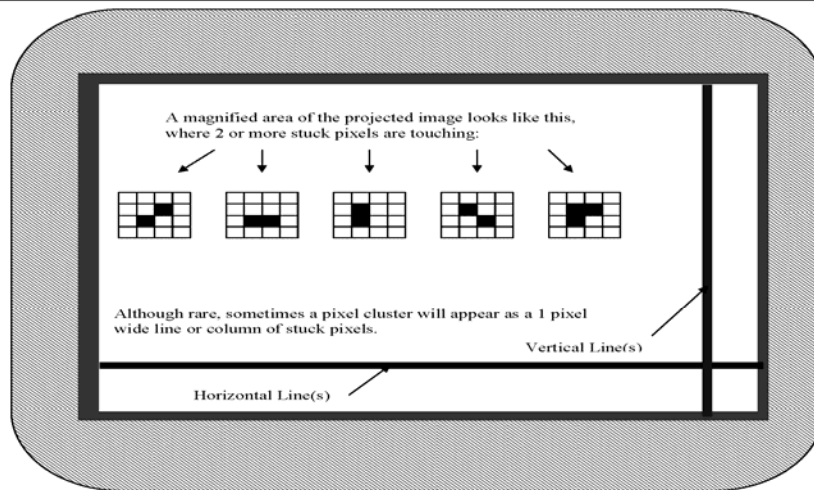 A magnified area of the projected image looks like this,
where 2 or more stuck pixels are touching:
Although rare, sometimes a pixel cluster will appear as a 1 pixel
wide line or column of stuck pixels.
Vertical Line(s)
Horizontal Line(s)